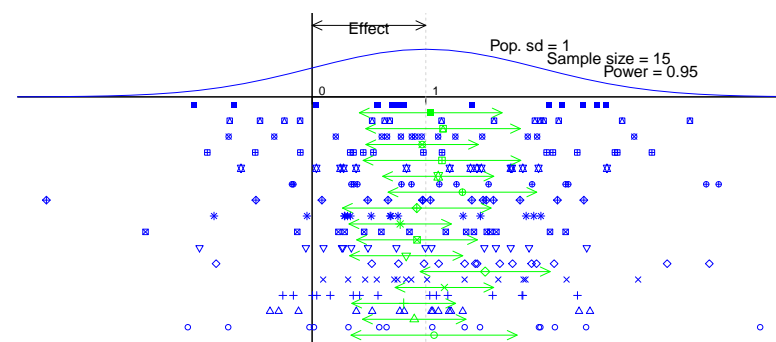 Effect
Pop. sd = 1
Sample size = 15
Power = 0.95
0
1